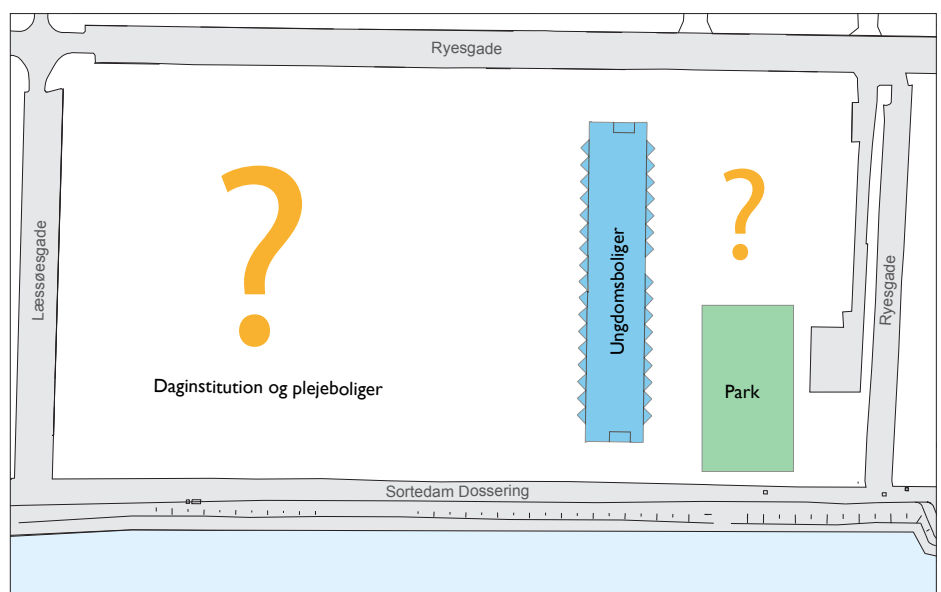 Ryesgade
Læssøesgade
?
?
Ungdomsboliger
Ryesgade
Daginstitution og plejeboliger
Park
Sortedam Dossering